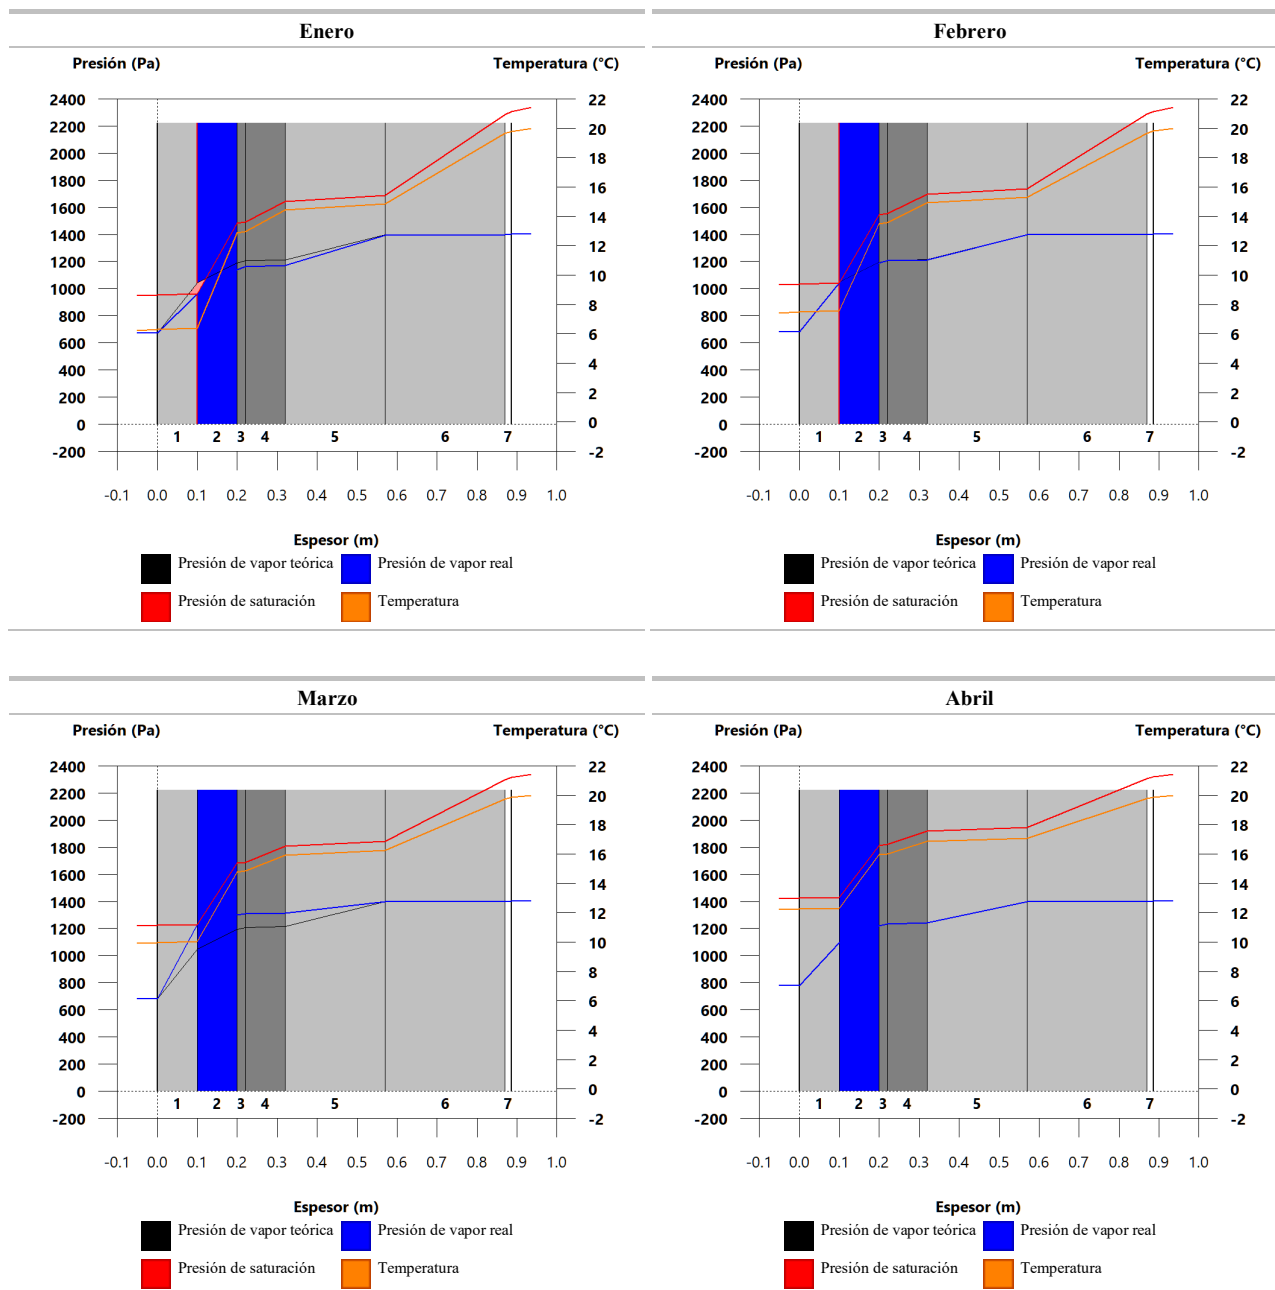 Enero
Presión (Pa) Temperatura (°C)
2400 22
2200 20
2000 18
1800 16
1600 14
1400 12
1200 10
1000 8
800 6
600 4
400 2
200 0
0 -2
-200
1 2 3 4 5 6 7
-0.1 0.0 0.1 0.2 0.3 0.4 0.5 0.6 0.7 0.8 0.9 1.0
Espesor (m)
Presión de vapor teórica Presión de vapor real
Presión de saturación Temperatura
Febrero
Presión (Pa) Temperatura (°C)
2400 22
2200 20
2000 18
1800 16
1600 14
1400 12
1200 10
1000 8
800 6
600 4
400 2
200 0
0 -2
-200
1 2 3 4 5 6 7
-0.1 0.0 0.1 0.2 0.3 0.4 0.5 0.6 0.7 0.8 0.9 1.0
Espesor (m)
Presión de vapor teórica Presión de vapor real
Presión de saturación Temperatura
Marzo
Presión (Pa) Temperatura (°C)
2400 22
2200 20
2000 18
1800 16
1600 14
1400 12
1200 10
1000 8
800 6
600 4
400 2
200 0
0 -2
-200
1 2 3 4 5 6 7
-0.1 0.0 0.1 0.2 0.3 0.4 0.5 0.6 0.7 0.8 0.9 1.0
Espesor (m)
Presión de vapor teórica Presión de vapor real
Presión de saturación Temperatura
Abril
Presión (Pa) Temperatura (°C)
2400 22
2200 20
2000 18
1800 16
1600 14
1400 12
1200 10
1000 8
800 6
600 4
400 2
200 0
0 -2
-200
1 2 3 4 5 6 7
-0.1 0.0 0.1 0.2 0.3 0.4 0.5 0.6 0.7 0.8 0.9 1.0
Espesor (m)
Presión de vapor teórica Presión de vapor real
Presión de saturación Temperatura